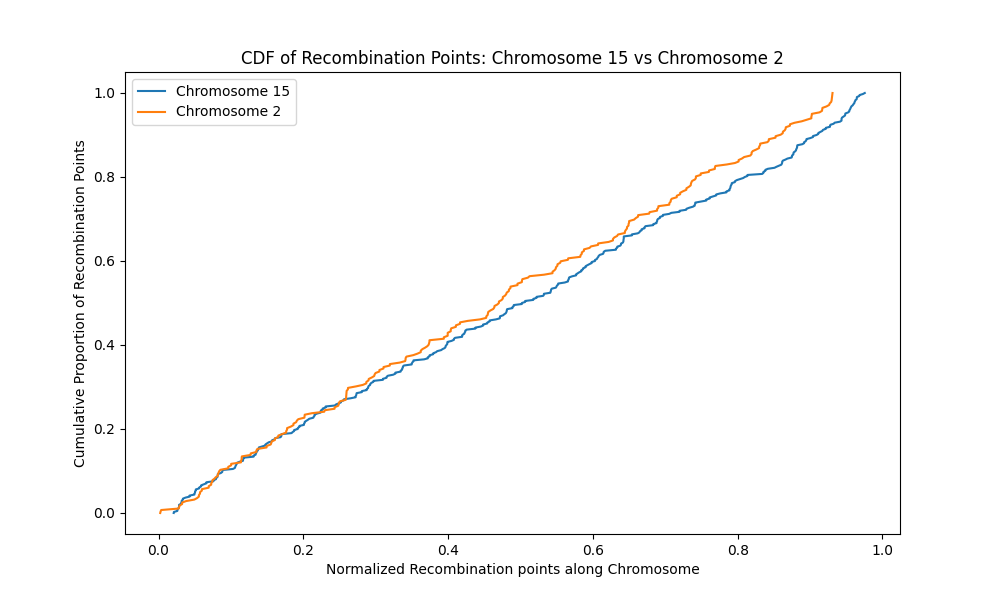 CDF of Recombination Points: Chromosome 15 vs Chromosome 2
Chromosome 15
Chromosome 2
Cumulative Proportion of Recombination Points
1.0
0.8
0.6
0.4
0.2
0.0
0.0 0.2 0.4 0.6 0.8 1.0
Normalized Recombination points along Chromosome